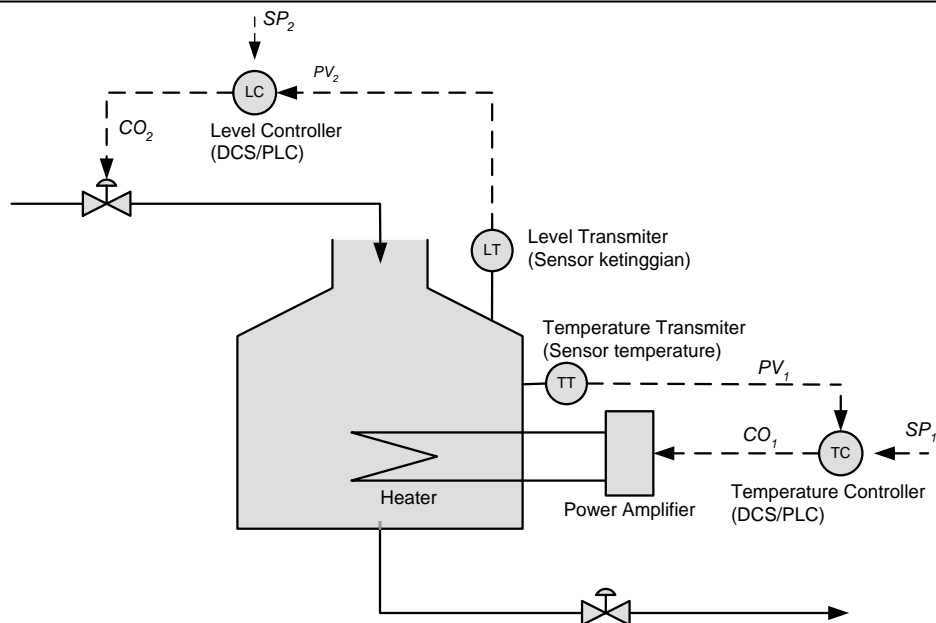 SP₂
LC
PV₂
CO₂
Level Controller
(DCS/PLC)
LT
Level Transmiter
(Sensor ketinggian)
Temperature Transmiter
(Sensor temperature)
TT
PV₁
CO₁
TC
SP₁
Heater
Power Amplifier
Temperature Controller
(DCS/PLC)